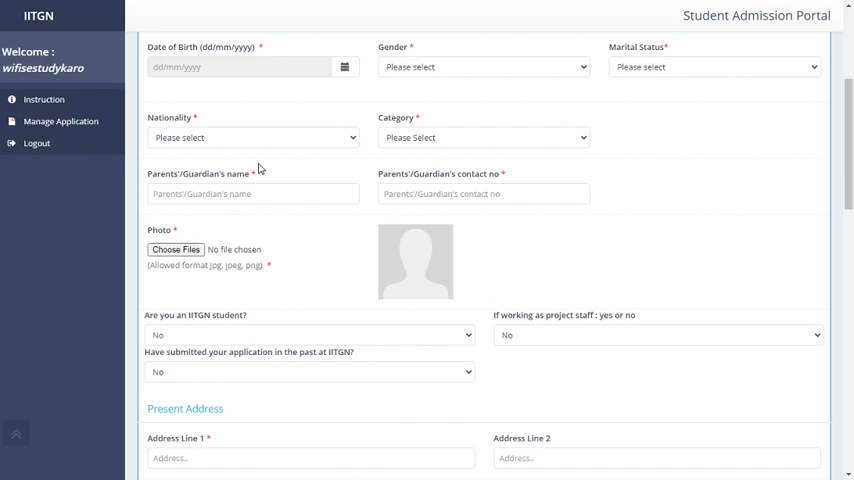 IITGN
Student Admission Portal
Welcome :
wifisestudykaro
Instruction
Manage Application
Logout
Date of Birth (dd/mm/yyyy) *
Gender *
Marital Status*
dd/mm/yyyy
Please select
Please select
Nationality *
Category *
Please select
Please Select
Parents'/Guardian's name *
Parents'/Guardian's contact no *
Parents'/Guardian's name
Parents'/Guardian's contact no
Photo *
Choose Files No file chosen
(Allowed format jpg, jpeg, png) *
Are you an IITGN student?
If working as project staff : yes or no
No
No
Have submitted your application in the past at IITGN?
No
Present Address
Address Line 1 *
Address Line 2
Address..
Address..